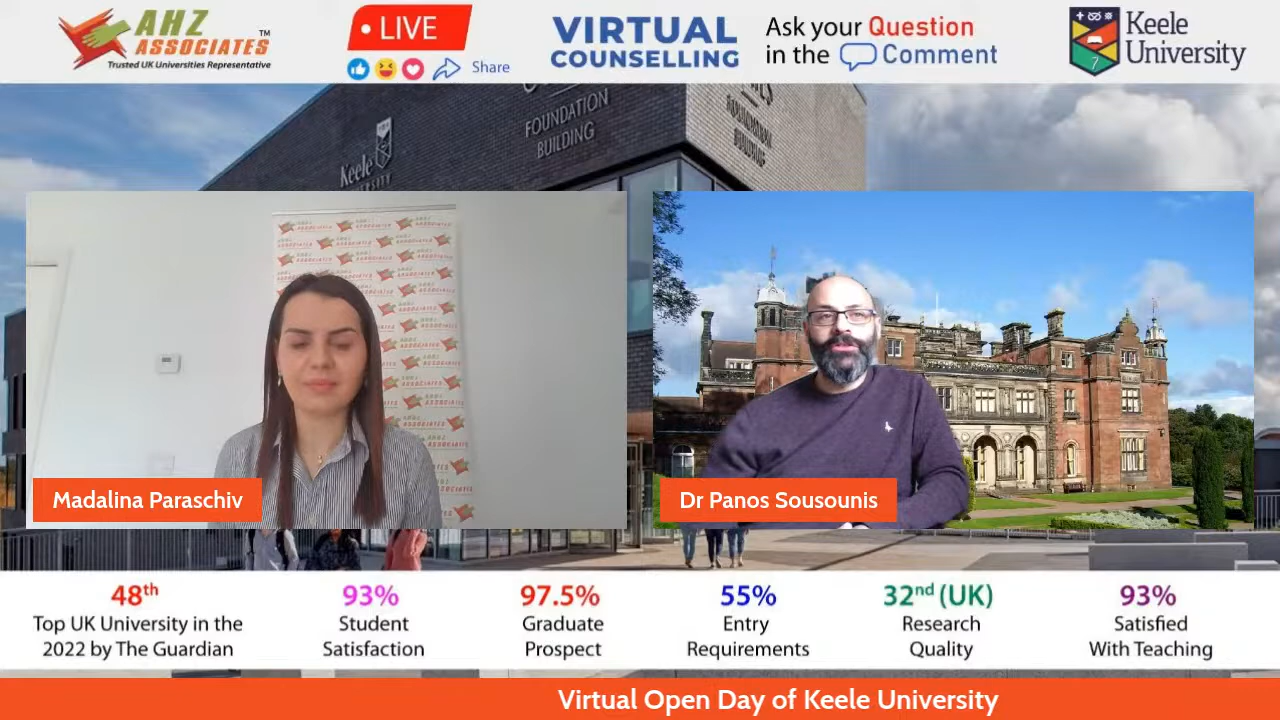 AHZ
ASSOCIATES
TM
Trusted UK Universities Representative
LIVE
Share
VIRTUAL
COUNSELLING
Ask your Question
in the Comment
Keele
University
FOUNDATION
BUILDING
FOUNDATION
BUILDING
Keele
UNIVERSITY
Madalina Paraschiv
Dr Panos Sousounis
48th
Top UK University in the
2022 by The Guardian
93%
Student
Satisfaction
97.5%
Graduate
Prospect
55%
Entry
Requirements
32nd (UK)
Research
Quality
93%
Satisfied
With Teaching
Virtual Open Day of Keele University